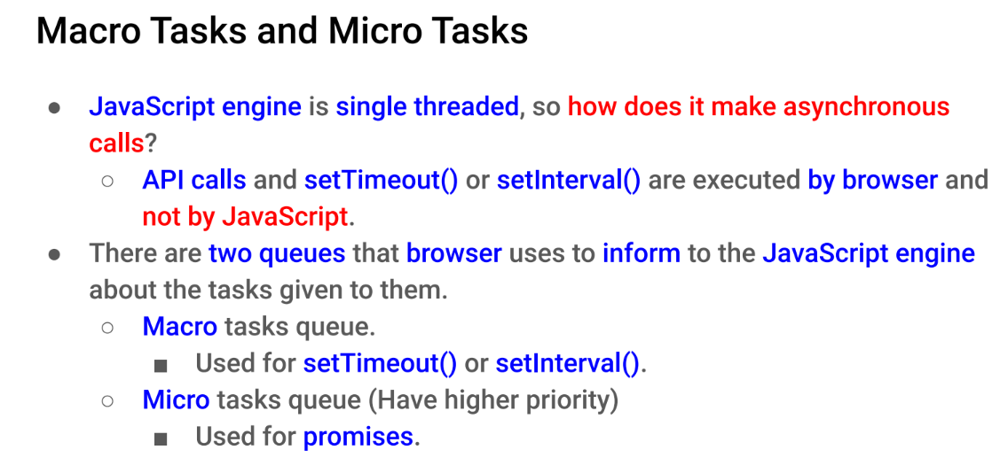 Macro Tasks and Micro Tasks
● JavaScript engine is single threaded, so how does it make asynchronous
calls?
○ API calls and setTimeout() or setInterval() are executed by browser and
not by JavaScript.
● There are two queues that browser uses to inform to the JavaScript engine
about the tasks given to them.
○ Macro tasks queue.
■ Used for setTimeout() or setInterval().
○ Micro tasks queue (Have higher priority)
■ Used for promises.